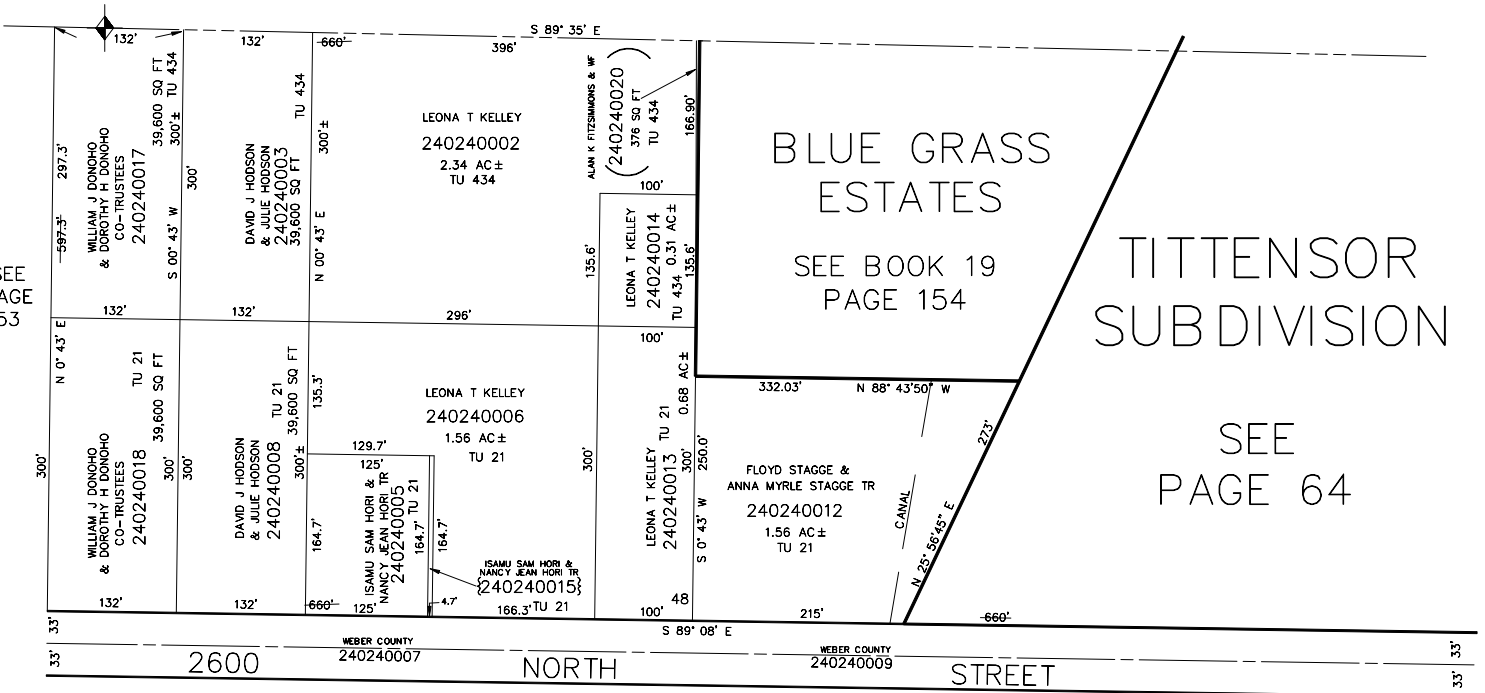 S 89° 35' E
132'
132'
660'
396'
297.3'
597.3'
WILLIAM J DONOHO
& DOROTHY H DONOHO
CO-TRUSTEES
240240017
39,600 SQ FT
300'± TU 434
S 00° 43' W
300'
DAVID J HODSON
& JULIE HODSON
240240003
39,600 SQ FT
TU 434
300'±
N 00° 43' E
LEONA T KELLEY
240240002
2.34 AC±
TU 434
ALAN K FITZSIMMONS & WF
(240240020)
376 SQ FT
TU 434
166.90'
100'
135.6'
LEONA T KELLEY
240240014
0.31 AC±
TU 434
135.6'
BLUE GRASS
ESTATES
SEE BOOK 19
PAGE 154
TITTENSOR
SUBDIVISION
SEE
PAGE 64
SEE
AGE
53
132'
132'
296'
100'
N 0° 43' E
300'
WILLIAM J DONOHO
& DOROTHY H DONOHO
CO-TRUSTEES
240240018
TU 21
39,600 SQ FT
300'
300'
DAVID J HODSON
& JULIE HODSON
240240008
TU 21
39,600 SQ FT
300'±
135.3'
LEONA T KELLEY
240240006
1.56 AC±
TU 21
129.7'
125'
164.7'
ISAMU SAM HORI &
NANCY JEAN HORI TR
240240005
TU 21
164.7'
164.7'
ISAMU SAM HORI &
NANCY JEAN HORI TR
{240240015}
TU 21
4.7'
300'
LEONA T KELLEY
240240013
TU 21
0.68 AC±
300'
250.0'
S 0° 43' W
332.03'
N 88° 43'50" W
FLOYD STAGGE &
ANNA MYRLE STAGGE TR
240240012
1.56 AC±
TU 21
CANAL
273'
N 25° 56'45" E
132'
132'
660'
125'
166.3'
100'
48
215'
660'
S 89° 08' E
33'
33'
WEBER COUNTY
240240007
WEBER COUNTY
240240009
2600 NORTH STREET
33'
33'